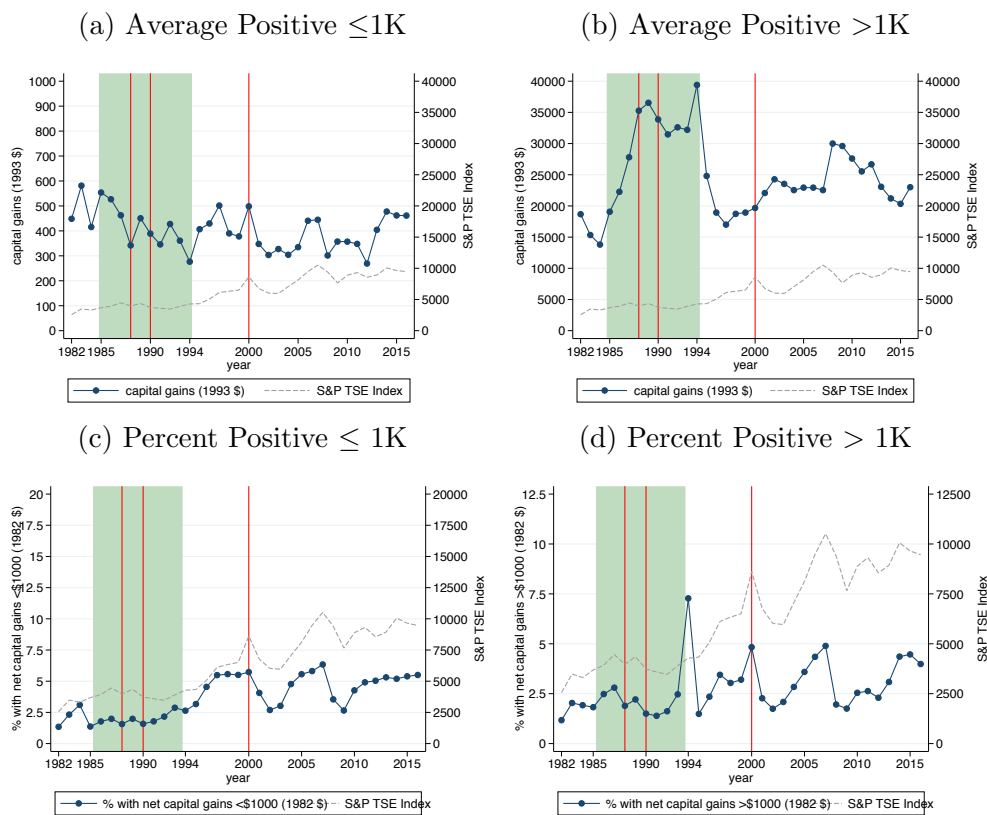 (a) Average Positive ≤1K
capital gains (1993 $)
1000
900
800
700
600
500
400
300
200
100
0
40000
35000
30000
25000
20000
15000
10000
5000
0
S&P TSE Index
1982 1985 1990 1994 2000 2005 2010 2015
year
capital gains (1993 $) S&P TSE Index
(b) Average Positive >1K
capital gains (1993 $)
40000
35000
30000
25000
20000
15000
10000
5000
0
40000
35000
30000
25000
20000
15000
10000
5000
0
S&P TSE Index
1982 1985 1990 1994 2000 2005 2010 2015
year
capital gains (1993 $) S&P TSE Index
(c) Percent Positive ≤ 1K
% with net capital gains <$1000 (1982 $)
20
17.5
15
12.5
10
7.5
5
2.5
0
20000
17500
15000
12500
10000
7500
5000
2500
0
S&P TSE Index
1982 1985 1990 1995 2000 2005 2010 2015
year
% with net capital gains <$1000 (1982 $) S&P TSE Index
(d) Percent Positive > 1K
% with net capital gains >$1000 (1982 $)
12.5
10
7.5
5
2.5
0
12500
10000
7500
5000
2500
0
S&P TSE Index
1982 1985 1990 1995 2000 2005 2010 2015
year
% with net capital gains >$1000 (1982 $) S&P TSE Index